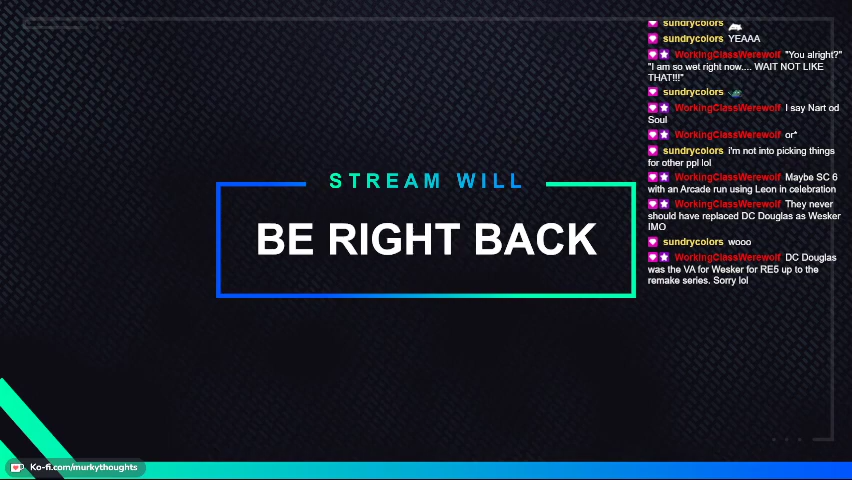 STREAM WILL
BE RIGHT BACK
sundrycolors
sundrycolors YEAAA
WorkingClassWerewolf "You alright?"
"I am so wet right now.... WAIT NOT LIKE
THAT!!!"
sundrycolors
WorkingClassWerewolf I say Nart od
Soul
WorkingClassWerewolf or*
sundrycolors i'm not into picking things
for other ppl lol
WorkingClassWerewolf Maybe SC 6
with an Arcade run using Leon in celebration
WorkingClassWerewolf They never
should have replaced DC Douglas as Wesker
IMO
sundrycolors wooo
WorkingClassWerewolf DC Douglas
was the VA for Wesker for RE5 up to the
remake series. Sorry lol
Ko-fi.com/murkythoughts